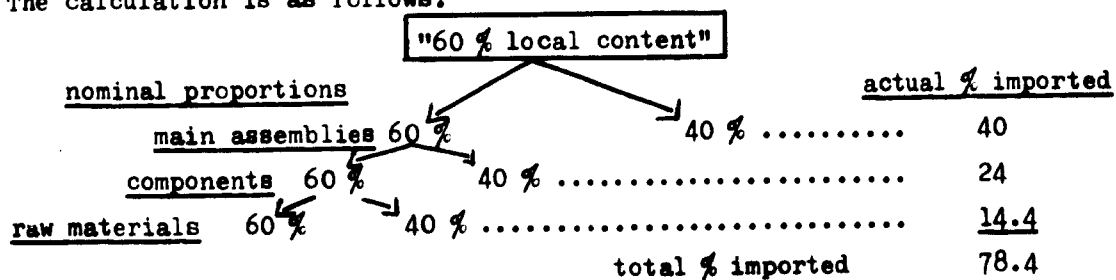 The calculation is as follows:
"60 % local content"
nominal proportions actual % imported
main assemblies 60 % 40 % .......... 40
components 60 % 40 % ........................ 24
raw materials 60 % 40 % ............................. 14.4
total % imported 78.4